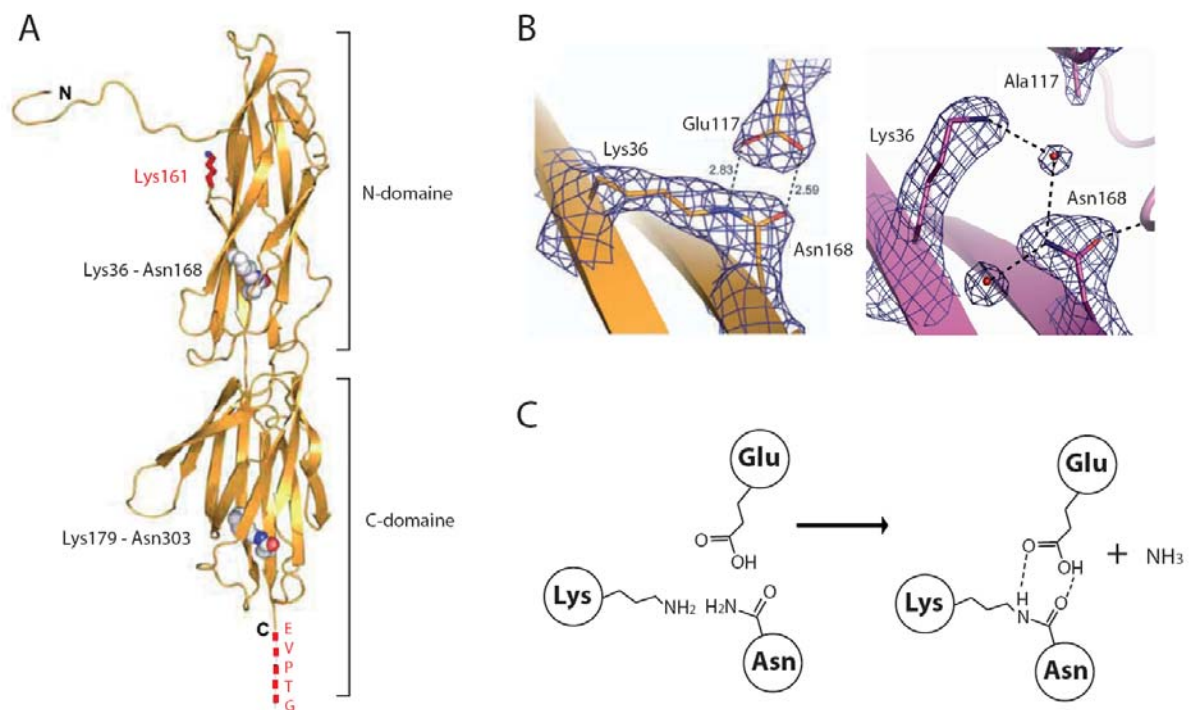 A
N
Lys161
Lys36 - Asn168
N-domaine
Lys179 - Asn303
C-domaine
C
E
V
P
T
G
B
Glu117
Lys36
2.83
2.59
Asn168
Ala117
Lys36
Asn168
C
Glu
O
OH
Lys
NH2
H2N
O
Asn
Glu
O
OH
+ NH3
H
O
Lys
N
Asn